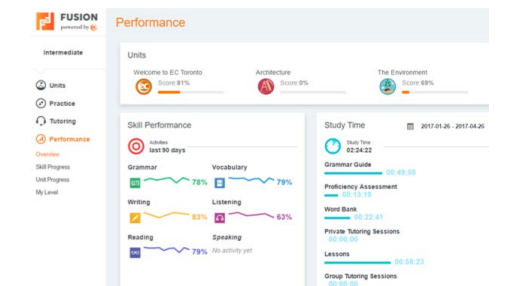 FUSION
powered by EC
Performance
Intermediate
Units
Practice
Tutoring
Performance
Overview
Skill Progress
Unit Progress
My Level
Units
Welcome to EC Toronto
Score: 81%
Architecture
Score: 0%
The Environment
Score: 69%
Skill Performance
Activities
last 90 days
Grammar
78%
Vocabulary
79%
Writing
83%
Listening
63%
Reading
79%
Speaking
No activity yet
Study Time
2017-01-26 - 2017-04-26
Study Time
02:24:22
Grammar Guide
00:49:59
Proficiency Assessment
00:13:19
Word Bank
00:22:41
Private Tutoring Sessions
00:00:00
Lessons
00:58:23
Group Tutoring Sessions
00:00:00